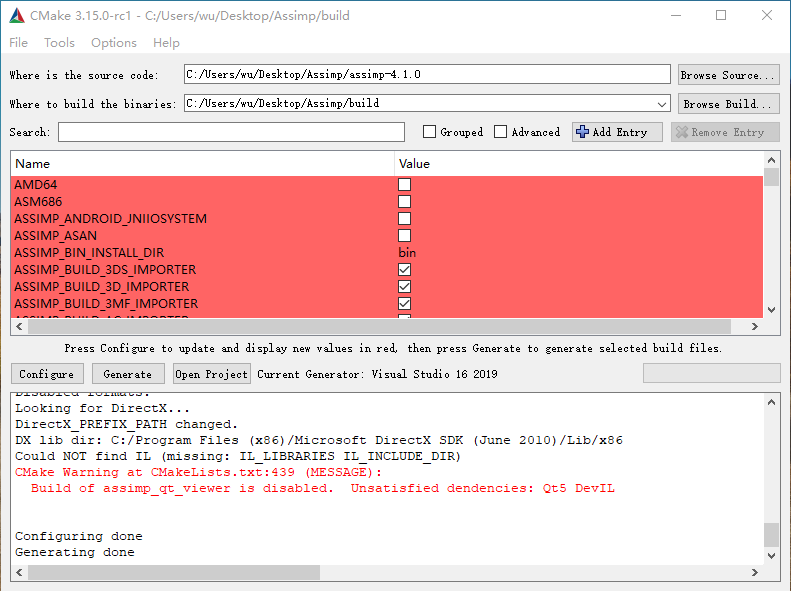 CMake 3.15.0-rc1 - C:/Users/wu/Desktop/Assimp/build
File Tools Options Help
Where is the source code: C:/Users/wu/Desktop/Assimp/assimp-4.1.0 Browse Source...
Where to build the binaries: C:/Users/wu/Desktop/Assimp/build Browse Build...
Search: Grouped Advanced Add Entry Remove Entry
Name Value
AMD64
ASM686
ASSIMP_ANDROID_JNIIOSYSTEM
ASSIMP_ASAN
ASSIMP_BIN_INSTALL_DIR bin
ASSIMP_BUILD_3DS_IMPORTER
ASSIMP_BUILD_3D_IMPORTER
ASSIMP_BUILD_3MF_IMPORTER
ASSIMP_BUILD_AC_IMPORTER
Press Configure to update and display new values in red, then press Generate to generate selected build files.
Configure Generate Open Project Current Generator: Visual Studio 16 2019
Disabled formats:
Looking for DirectX...
DirectX_PREFIX_PATH changed.
DX lib dir: C:/Program Files (x86)/Microsoft DirectX SDK (June 2010)/Lib/x86
Could NOT find IL (missing: IL_LIBRARIES IL_INCLUDE_DIR)
CMake Warning at CMakeLists.txt:439 (MESSAGE):
Build of assimp_qt_viewer is disabled. Unsatisfied dendencies: Qt5 DevIL
Configuring done
Generating done